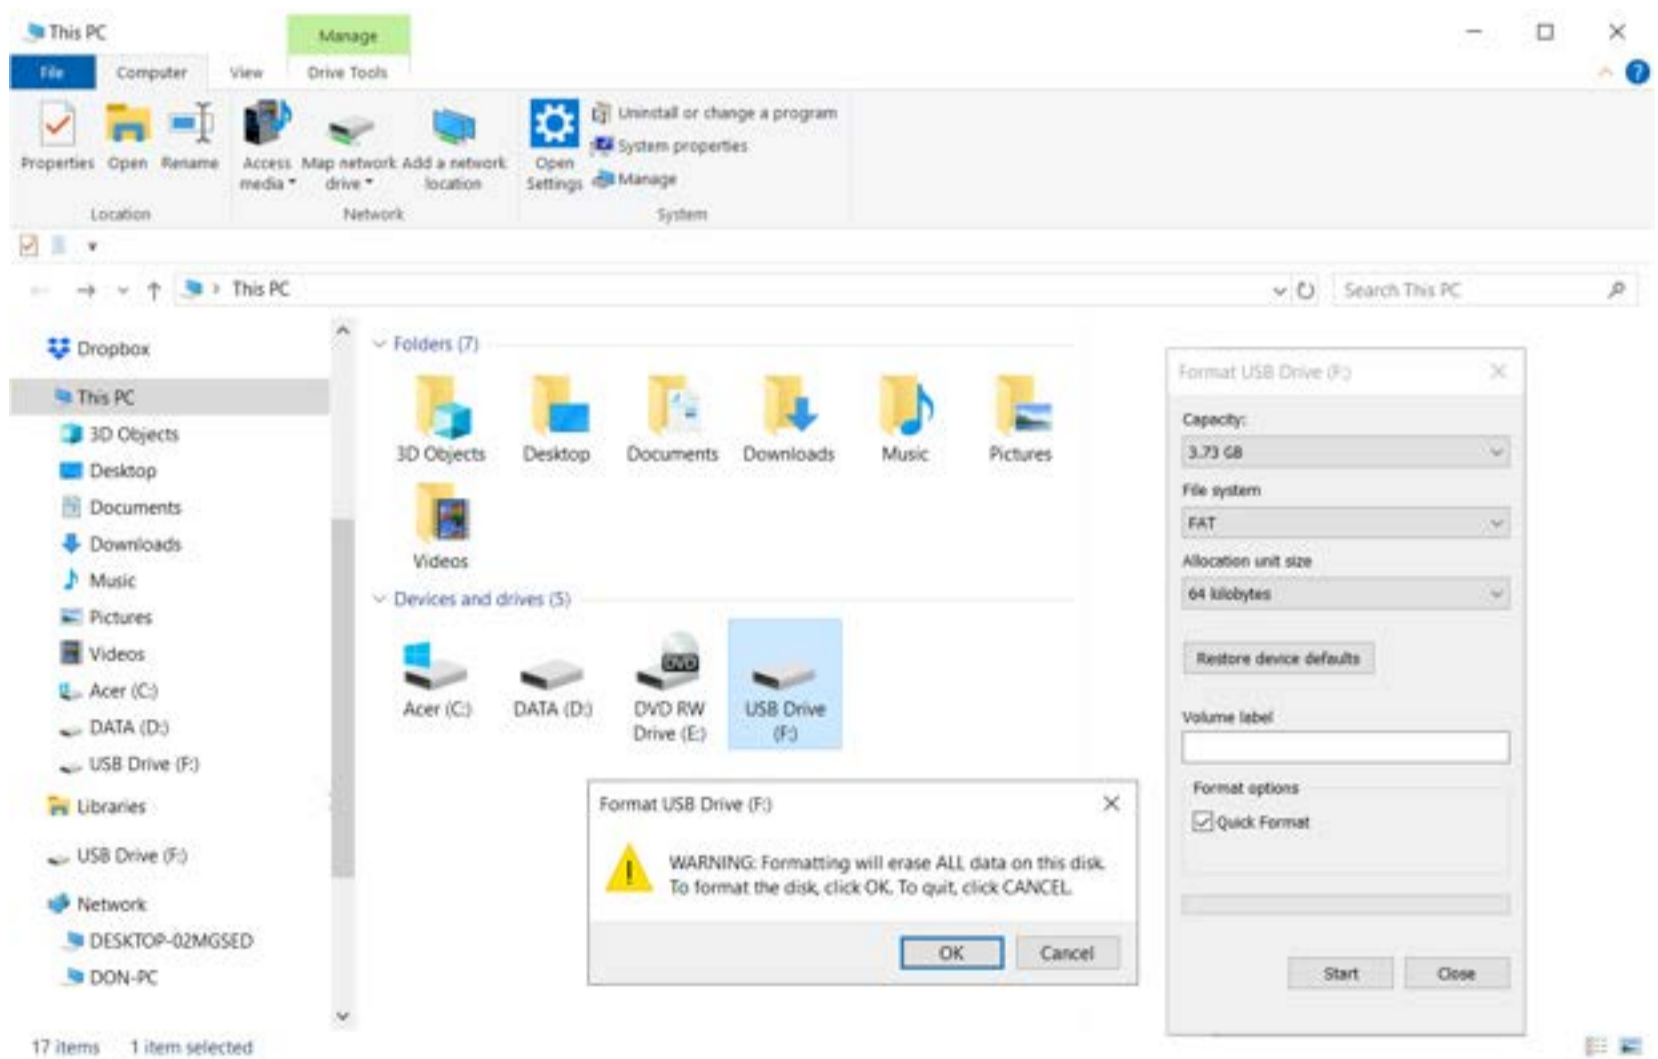 This PC
Manage
File
Computer
View
Drive Tools
Properties
Open
Rename
Access media
Map network drive
Add a network location
Open Settings
Uninstall or change a program
System properties
Manage
Location
Network
System
This PC
Search This PC
Dropbox
This PC
3D Objects
Desktop
Documents
Downloads
Music
Pictures
Videos
Acer (C:)
DATA (D:)
USB Drive (F:)
Libraries
USB Drive (F:)
Network
DESKTOP-02MGSED
DON-PC
Folders (7)
3D Objects
Desktop
Documents
Downloads
Music
Pictures
Videos
Devices and drives (5)
Acer (C:)
DATA (D:)
DVD
DVD RW
Drive (E:)
USB Drive
(F:)
Format USB Drive (F:)
WARNING: Formatting will erase ALL data on this disk.
To format the disk, click OK. To quit, click CANCEL.
OK
Cancel
Format USB Drive (F:)
Capacity:
3.73 GB
File system
FAT
Allocation unit size
64 kilobytes
Restore device defaults
Volume label
Format options
Quick Format
Start
Close
17 items
1 item selected